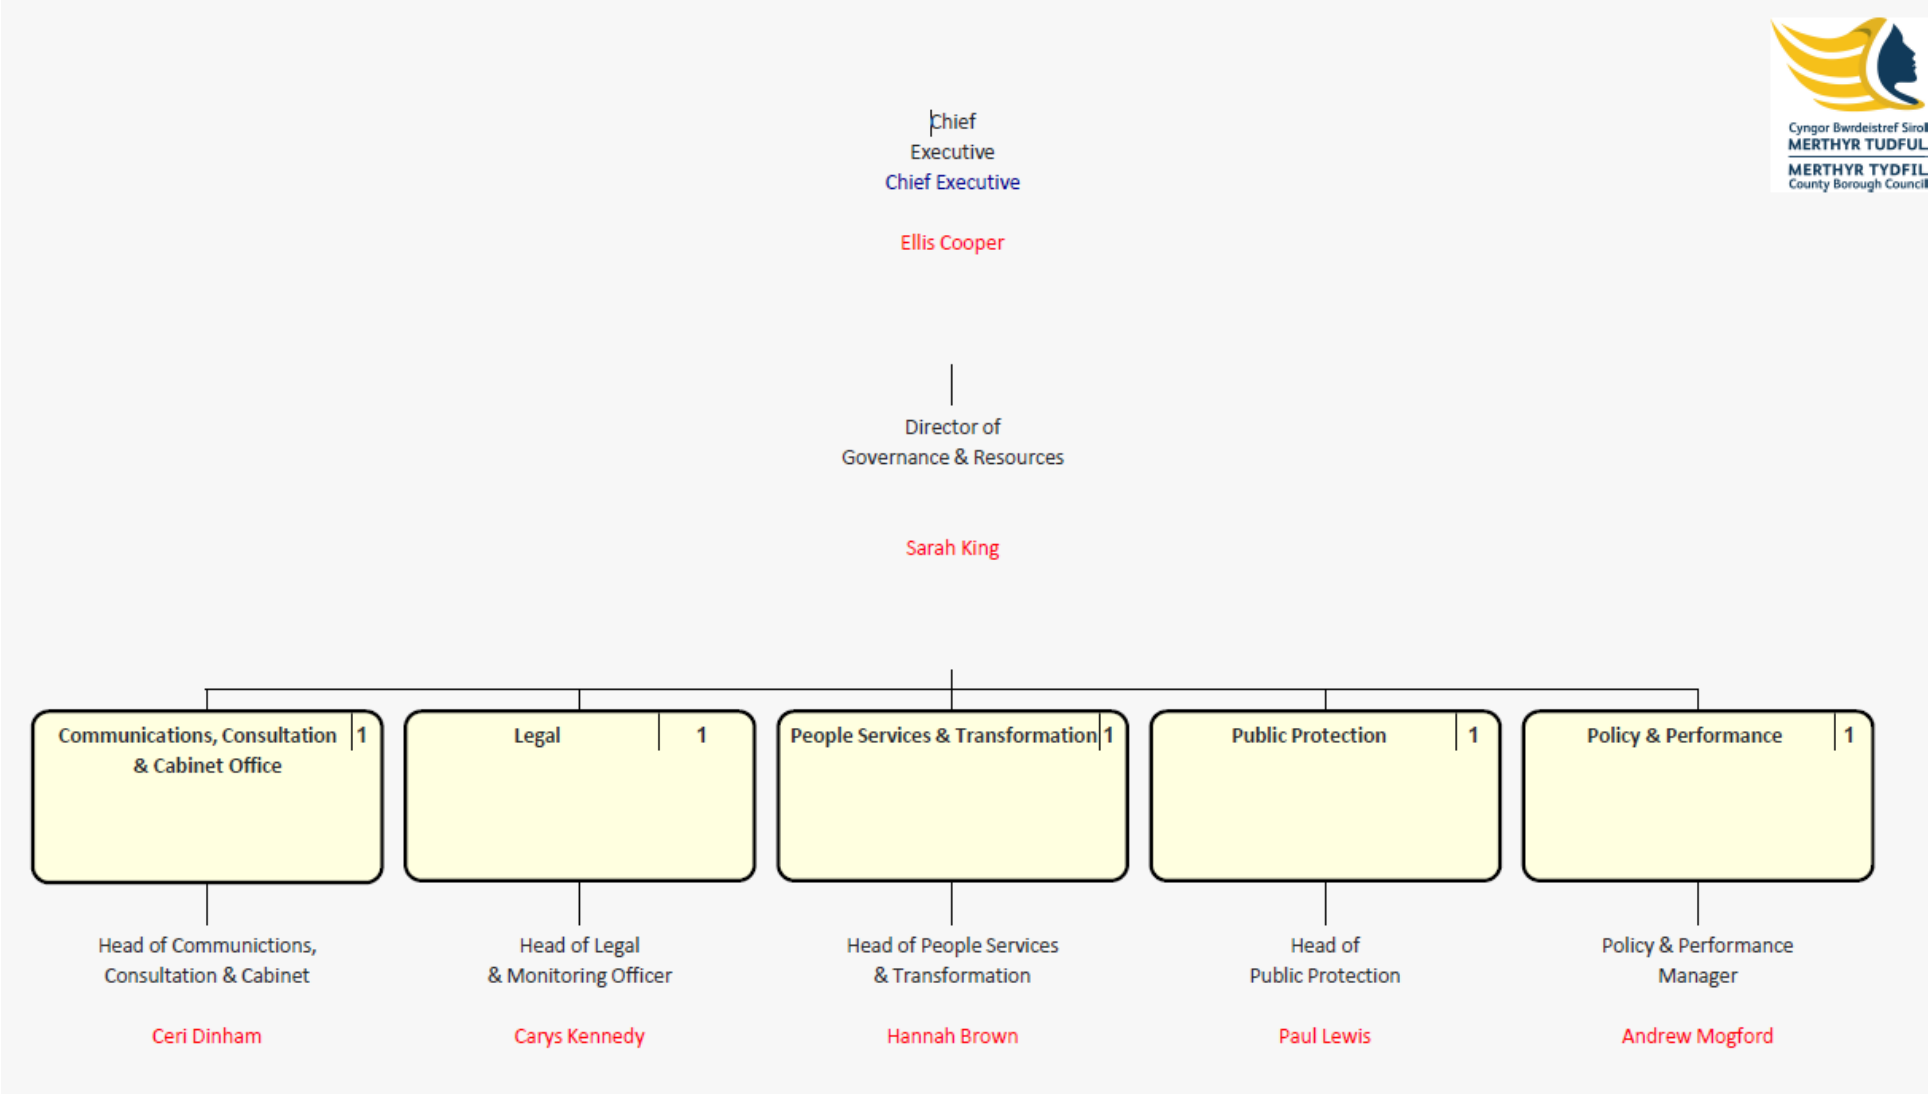 Cyngor Bwrdeistref Sirol
MERTHYR TUDFUL
MERTHYR TYDFIL
County Borough Council
Chief
Executive
Chief Executive
Ellis Cooper
Director of
Governance & Resources
Sarah King
Communications, Consultation 1
& Cabinet Office
Legal 1
People Services & Transformation 1
Public Protection 1
Policy & Performance 1
Head of Communictions,
Consultation & Cabinet
Ceri Dinham
Head of Legal
& Monitoring Officer
Carys Kennedy
Head of People Services
& Transformation
Hannah Brown
Head of
Public Protection
Paul Lewis
Policy & Performance
Manager
Andrew Mogford